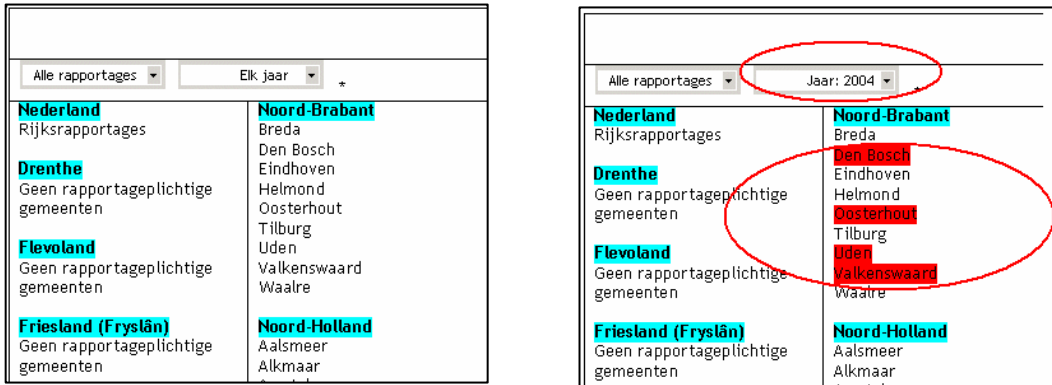 Alle rapportages
Elk jaar
*
Nederland
Rijksrapportages
Drenthe
Geen rapportageplichtige
gemeenten
Flevoland
Geen rapportageplichtige
gemeenten
Friesland (Fryslân)
Geen rapportageplichtige
gemeenten
Noord-Brabant
Breda
Den Bosch
Eindhoven
Helmond
Oosterhout
Tilburg
Uden
Valkenswaard
Waalre
Noord-Holland
Aalsmeer
Alkmaar
Alle rapportages
Jaar: 2004
*
Nederland
Rijksrapportages
Drenthe
Geen rapportageplichtige
gemeenten
Flevoland
Geen rapportageplichtige
gemeenten
Friesland (Fryslân)
Geen rapportageplichtige
gemeenten
Noord-Brabant
Breda
Den Bosch
Eindhoven
Helmond
Oosterhout
Tilburg
Uden
Valkenswaard
Waalre
Noord-Holland
Aalsmeer
Alkmaar